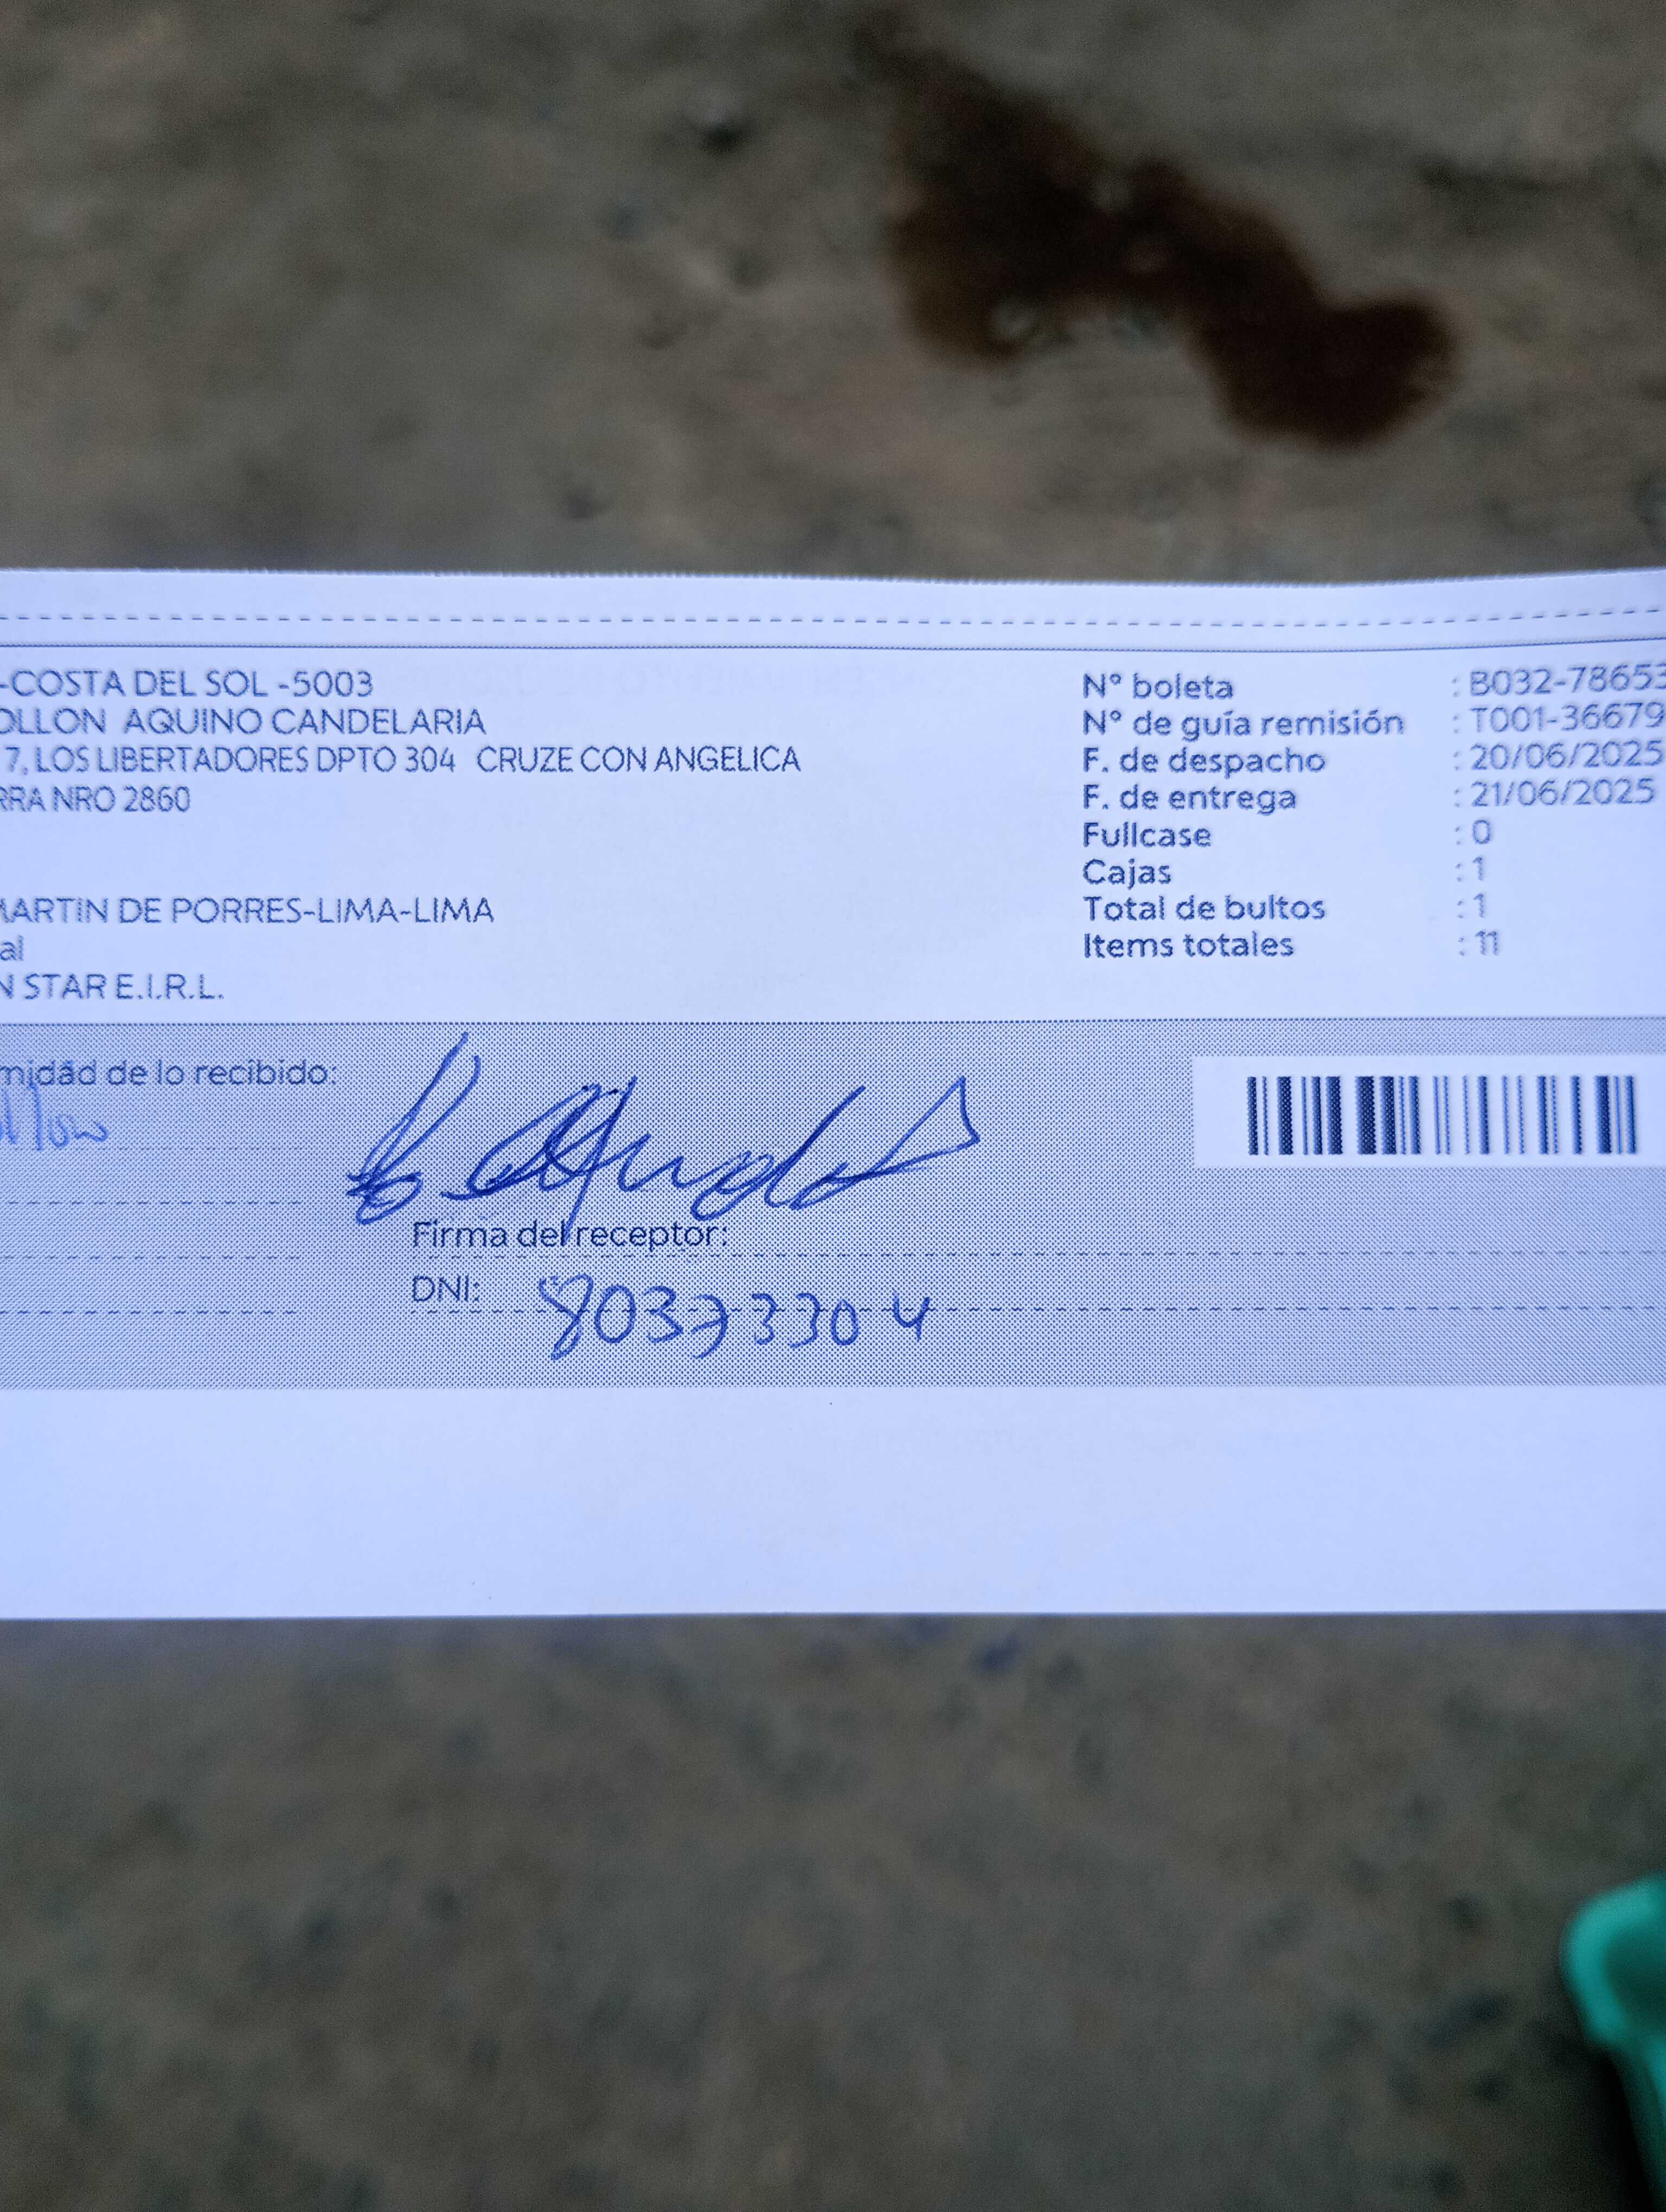 -COSTA DEL SOL -5003
OLLON AQUINO CANDELARIA
7, LOS LIBERTADORES DPTO 304 CRUZE CON ANGELICA
RRA NRO 2860
MARTIN DE PORRES-LIMA-LIMA
al
N STAR E.I.R.L.
Nº boleta : B032-78653
Nº de guía remisión : T001-36679
F. de despacho : 20/06/2025
F. de entrega : 21/06/2025
Fullcase : 0
Cajas : 1
Total de bultos : 1
Items totales : 11
midad de lo recibido:
Firma del receptor:
DNI: 80373304